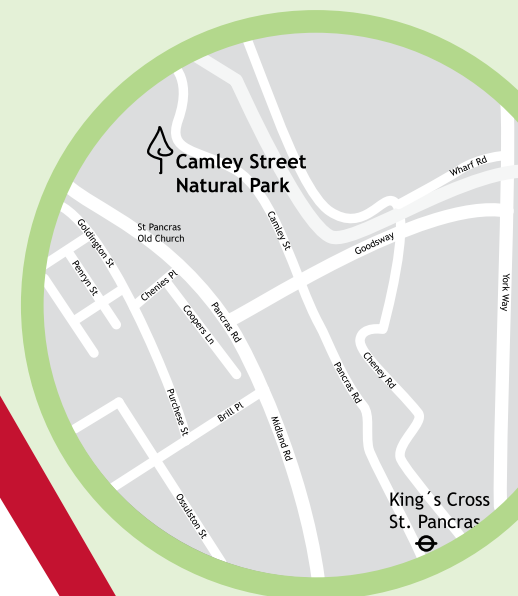 Camley Street
Natural Park
Wharf Rd
St Pancras
Old Church
Goldington St
Camley St
Goodsway
Penryn St
Chenies Pl
York Way
Coopers Ln
Pancras Rd
Pancras Rd
Cheney Rd
Purchese St
Brill Pl
Midland Rd
Ossulston St
King´s Cross
St. Pancras